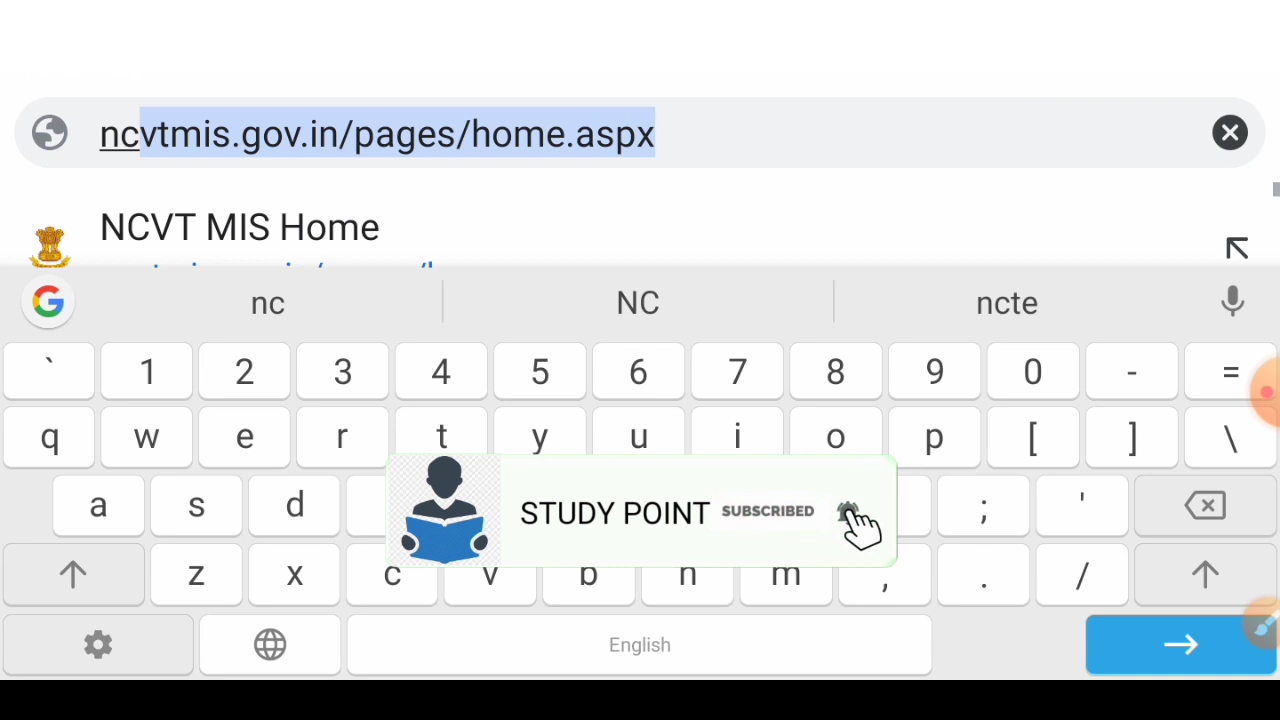 ncvtmis.gov.in/pages/home.aspx
NCVT MIS Home
nc NC ncte
` 1 2 3 4 5 6 7 8 9 0 - =
q w e r t y u i o p [ ] \
a s d ; '
STUDY POINT SUBSCRIBED
z x c v b n m , . /
English